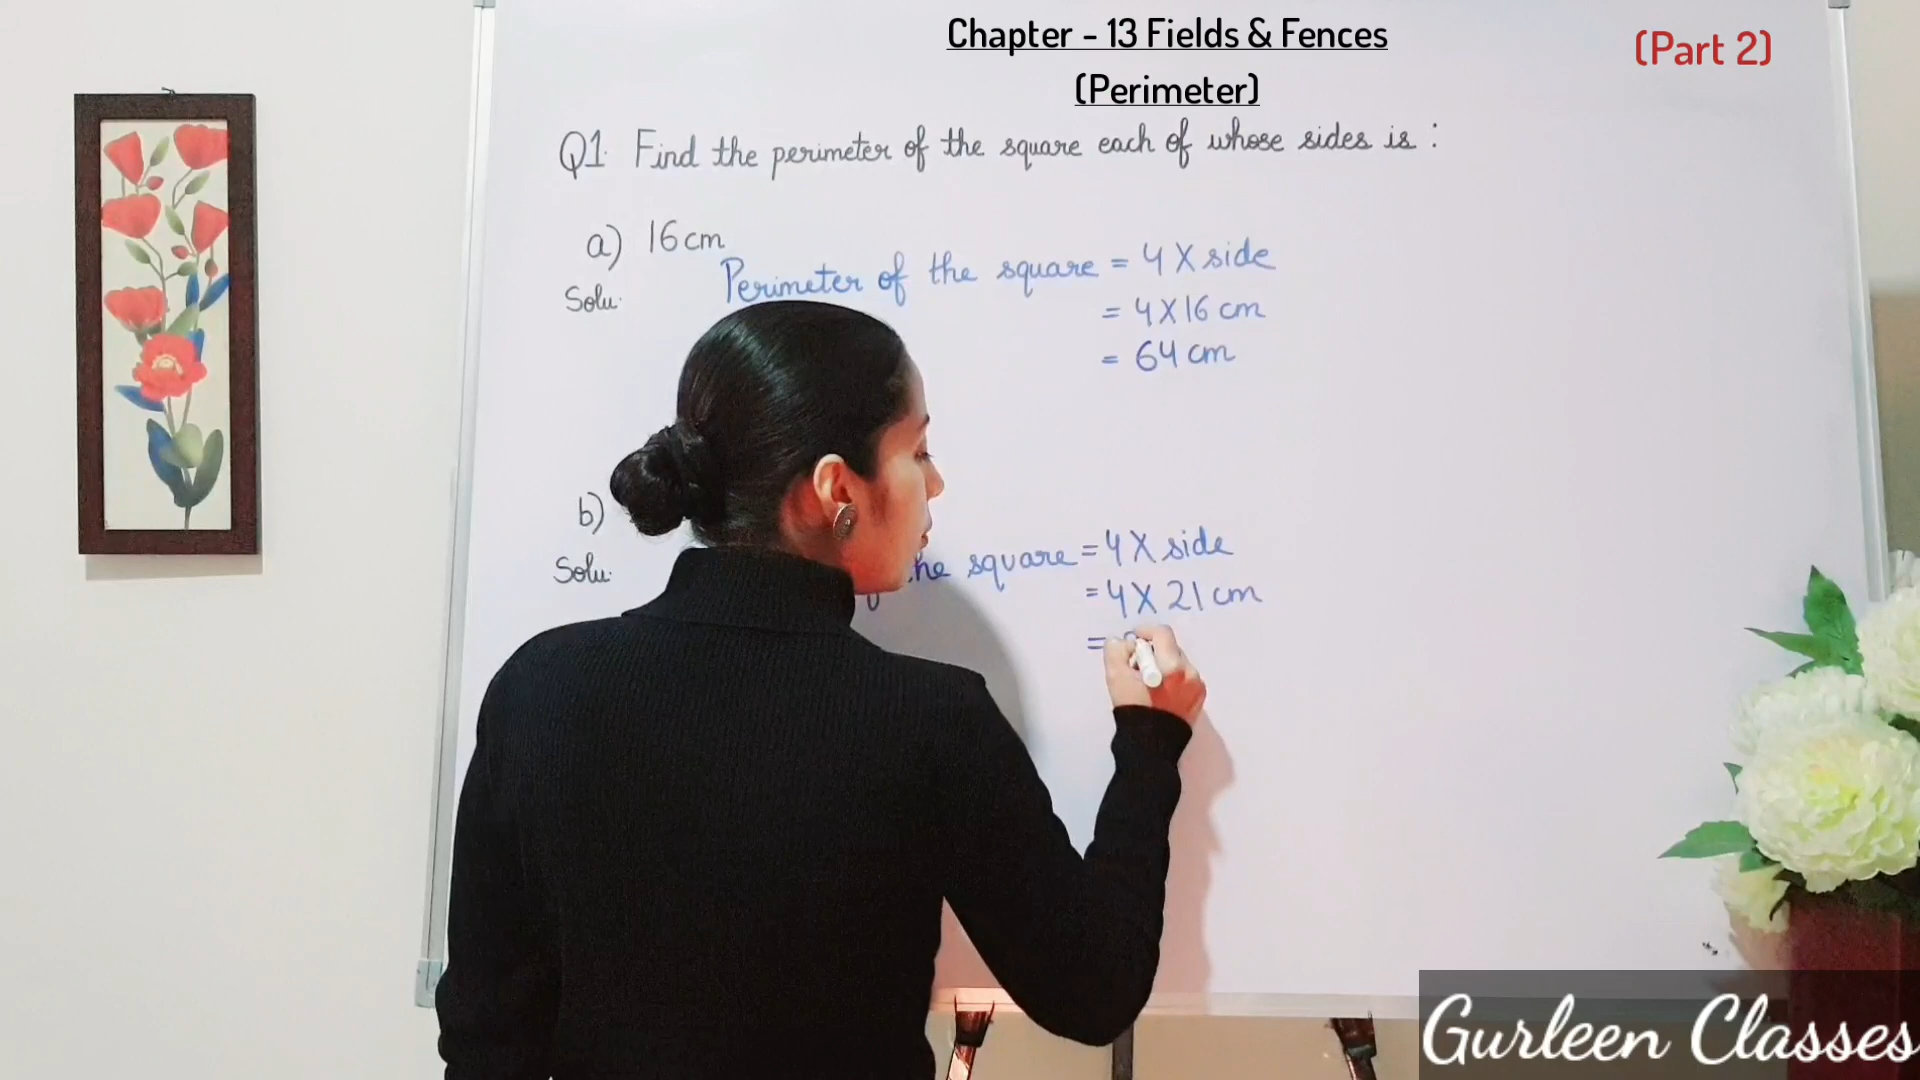 Chapter - 13 Fields & Fences
(Perimeter)
(Part 2)
Q1. Find the perimeter of the square each of whose sides is :
a) 16 cm
Solu. Perimeter of the square = 4 X side
= 4 X 16 cm
= 64 cm
b)
Solu. the square = 4 X side
= 4 X 21 cm
=
Gurleen Classes